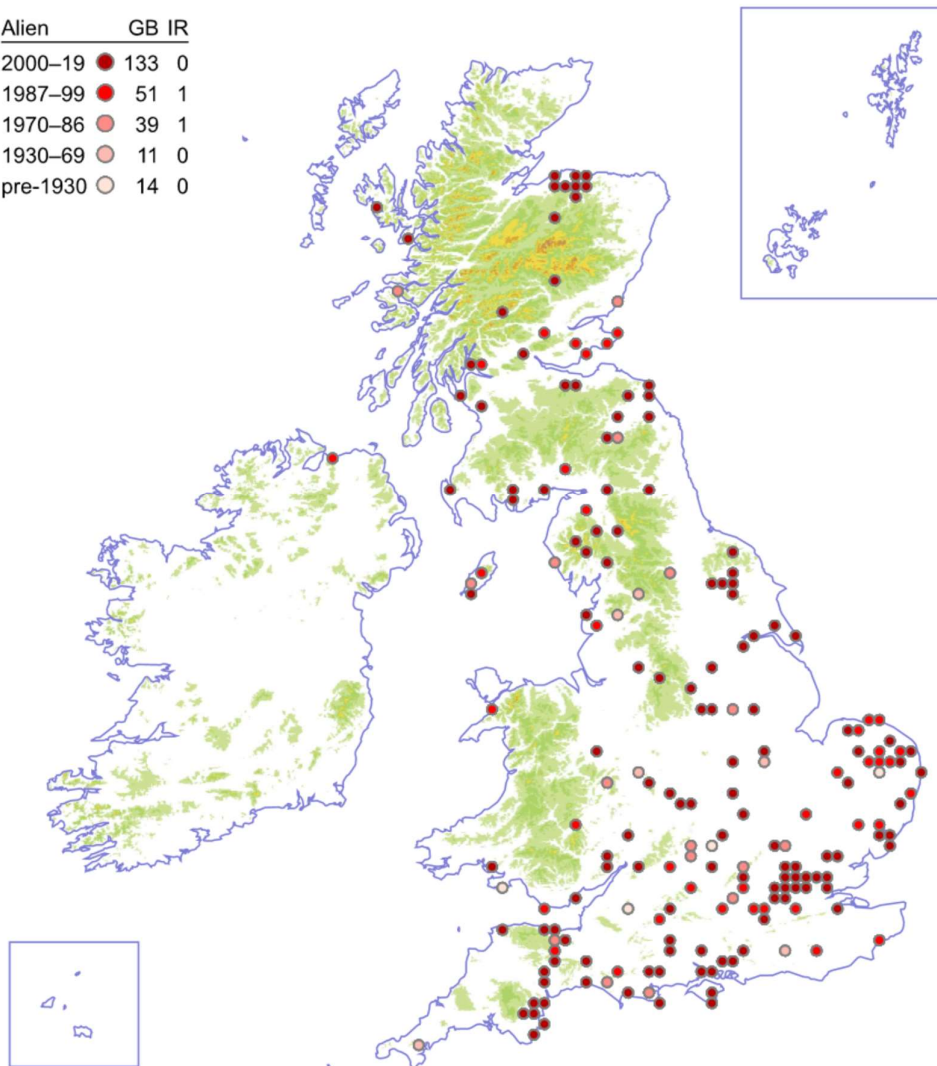 Alien GB IR
2000–19 133 0
1987–99 51 1
1970–86 39 1
1930–69 11 0
pre-1930 14 0